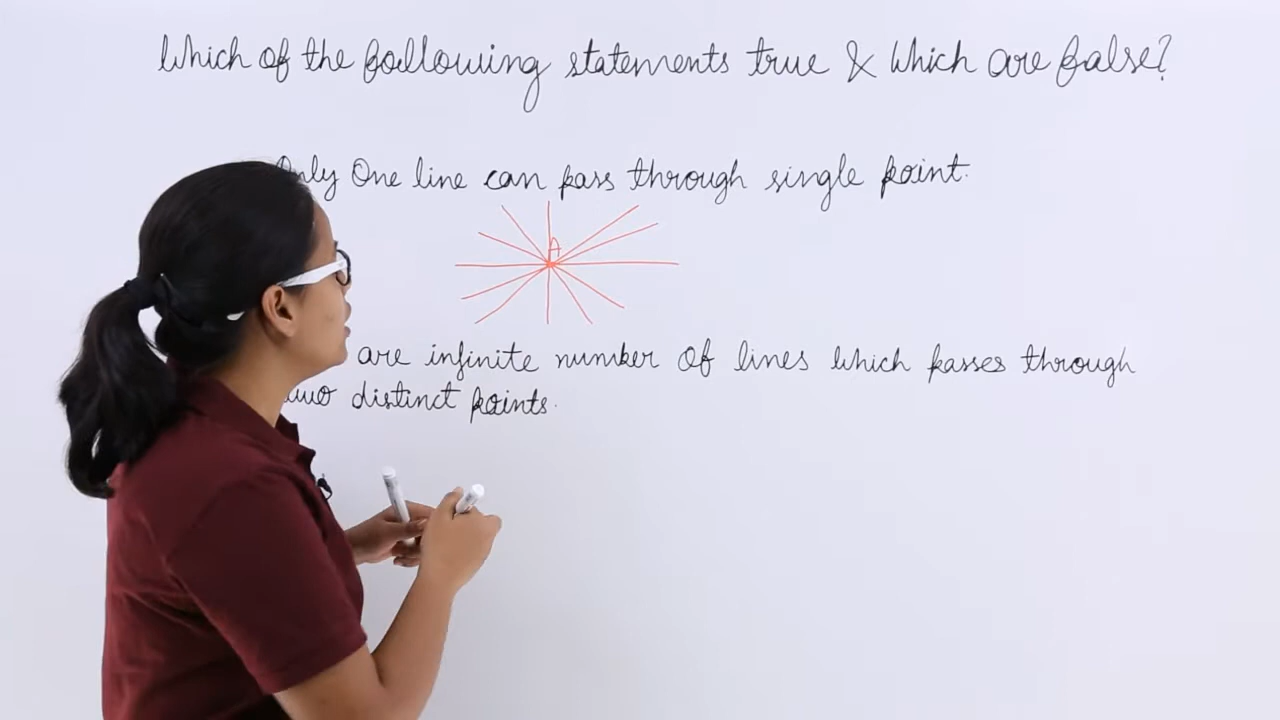 Which of the following statements true & Which are false?
Only One line can pass through single point.
A
are infinite number of lines which passes through
two distinct points.